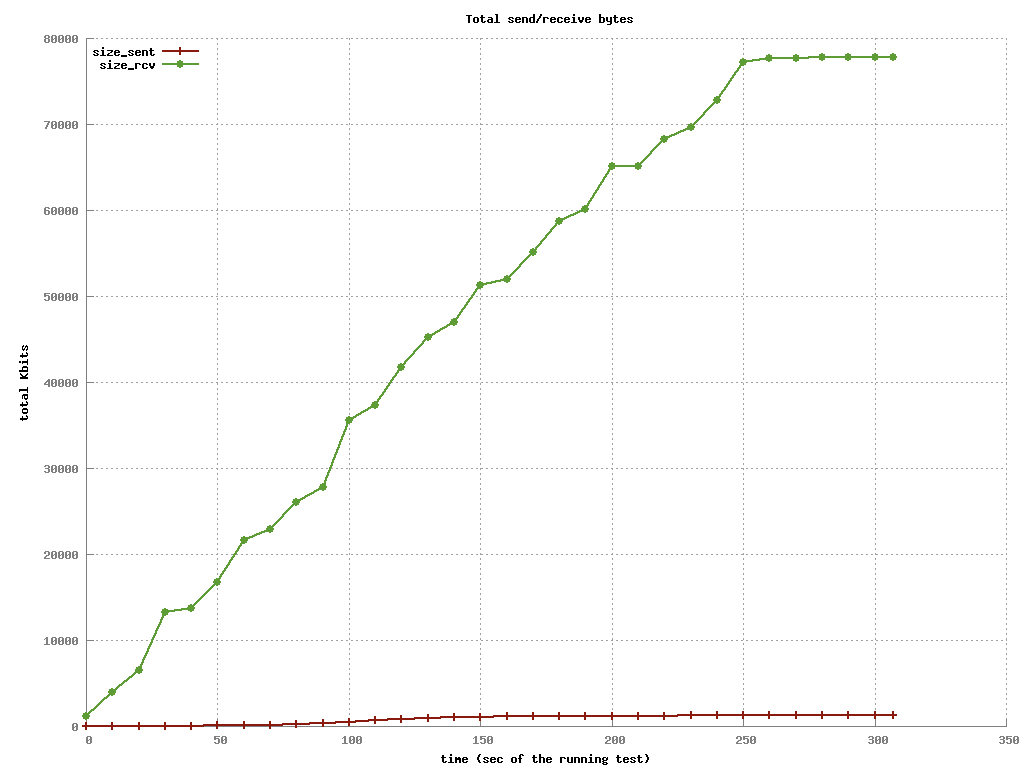 Total send/receive bytes
80000
size_sent
size_rcv
70000
60000
50000
40000
total Kbits
30000
20000
10000
0
0 50 100 150 200 250 300 350
time (sec of the running test)